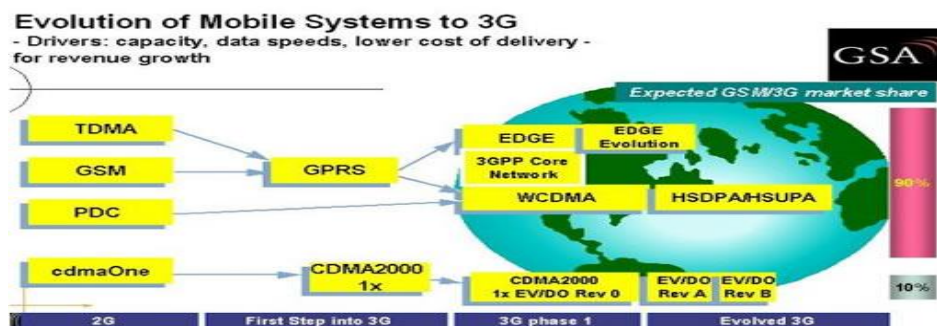 Evolution of Mobile Systems to 3G
- Drivers: capacity, data speeds, lower cost of delivery -
for revenue growth
GSA
Expected GSM/3G market share
TDMA
GSM
PDC
cdmaOne
GPRS
CDMA2000
1x
EDGE
EDGE
Evolution
3GPP Core
Network
WCDMA
HSDPA/HSUPA
CDMA2000
1x EV/DO Rev 0
EV/DO
Rev A
EV/DO
Rev B
90%
10%
2G
First Step into 3G
3G phase 1
Evolved 3G